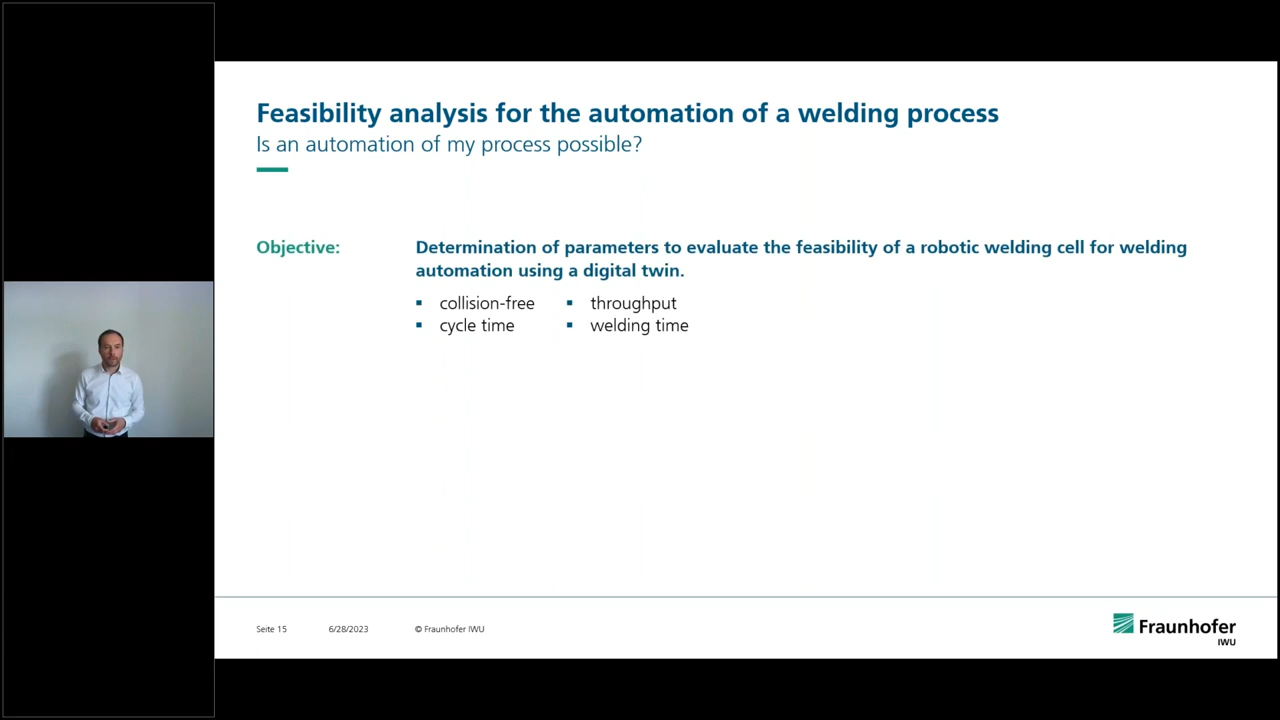 Feasibility analysis for the automation of a welding process
Is an automation of my process possible?
Objective:
Determination of parameters to evaluate the feasibility of a robotic welding cell for welding
automation using a digital twin.
▪ collision-free
▪ cycle time
▪ throughput
▪ welding time
Seite 15
6/28/2023
© Fraunhofer IWU
Fraunhofer
IWU